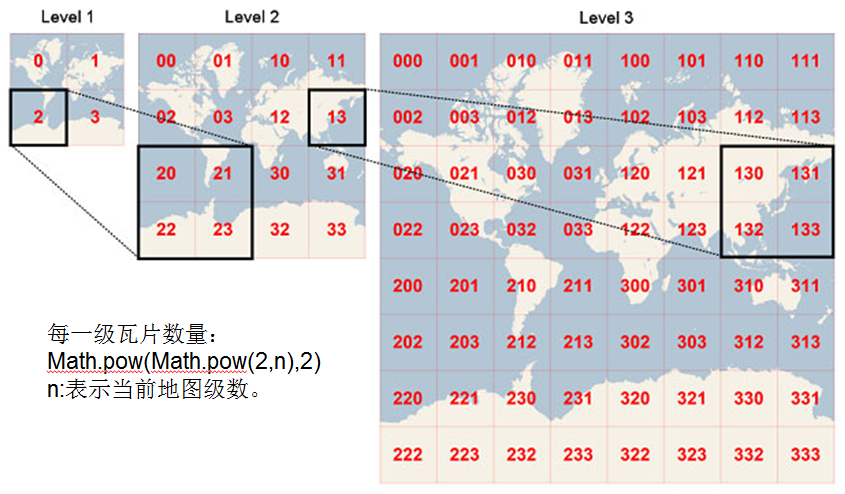 Level 1
Level 2
Level 3
0 1
2 3
00 01 10 11
02 03 12 13
20 21 30 31
22 23 32 33
000 001 010 011 100 101 110 111
002 003 012 013 102 103 112 113
020 021 030 031 120 121 130 131
022 023 032 033 122 123 132 133
200 201 210 211 300 301 310 311
202 203 212 213 302 303 312 313
220 221 230 231 320 321 330 331
222 223 232 233 322 323 332 333
每一级瓦片数量：
Math.pow(Math.pow(2,n),2)
n:表示当前地图级数。